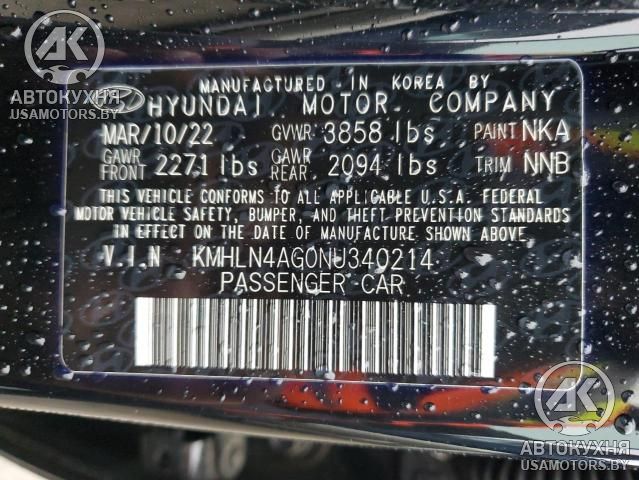 MANUFACTURED IN KOREA BY
HYUNDAI MOTOR COMPANY
MAR/10/22 GVWR 3858 lbs PAINT NKA
GAWR FRONT 2271 lbs GAWR REAR 2094 lbs TRIM NNB
THIS VEHICLE CONFORMS TO ALL APPLICABLE U.S.A. FEDERAL
MOTOR VEHICLE SAFETY, BUMPER, AND THEFT PREVENTION STANDARDS
IN EFFECT ON THE DATE OF MANUFACTURE SHOWN ABOVE.
V.I.N KMHLN4AG0NU340214
PASSENGER CAR
АК
АВТОКУХНЯ
USAMOTORS.BY
АК
АВТОКУХНЯ
USAMOTORS.BY